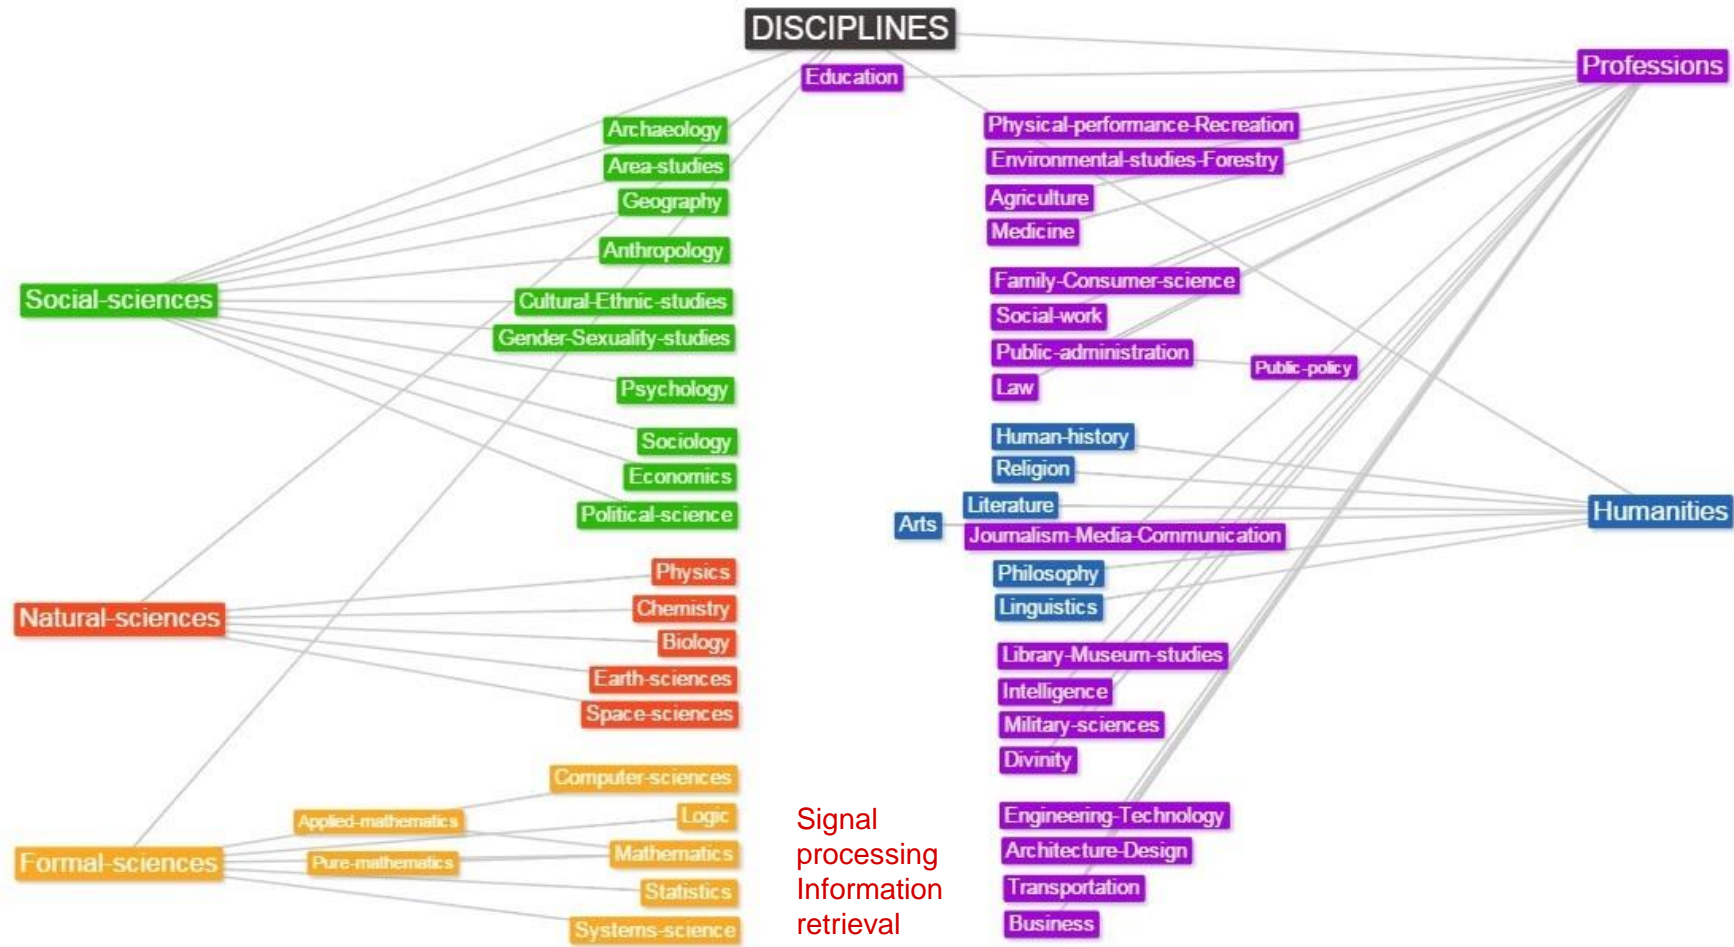 DISCIPLINES
Professions
Education
Archaeology
Area-studies
Geography
Anthropology
Social-sciences
Cultural-Ethnic-studies
Gender-Sexuality-studies
Psychology
Sociology
Economics
Political-science
Physics
Chemistry
Natural-sciences
Biology
Earth-sciences
Space-sciences
Computer-sciences
Applied-mathematics
Logic
Formal-sciences
Pure-mathematics
Mathematics
Statistics
Systems-science
Signal
processing
Information
retrieval
Physical-performance-Recreation
Environmental-studies-Forestry
Agriculture
Medicine
Family-Consumer-science
Social-work
Public-administration
Public-policy
Law
Human-history
Religion
Literature
Arts
Humanities
Journalism-Media-Communication
Philosophy
Linguistics
Library-Museum-studies
Intelligence
Military-sciences
Divinity
Engineering-Technology
Architecture-Design
Transportation
Business